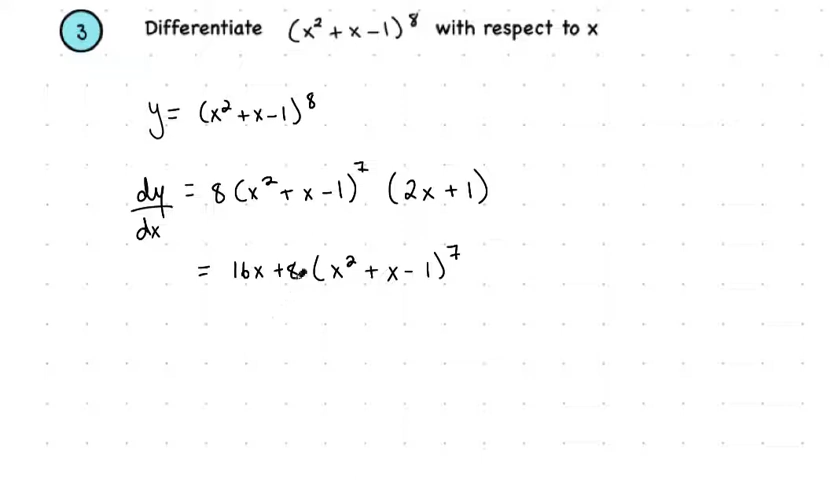 3 Differentiate (x² + x – 1)⁸ with respect to x
y = (x² + x – 1)⁸
dy/dx = 8 (x² + x – 1)⁷ (2x + 1)
= 16x + 8 (x² + x – 1)⁷